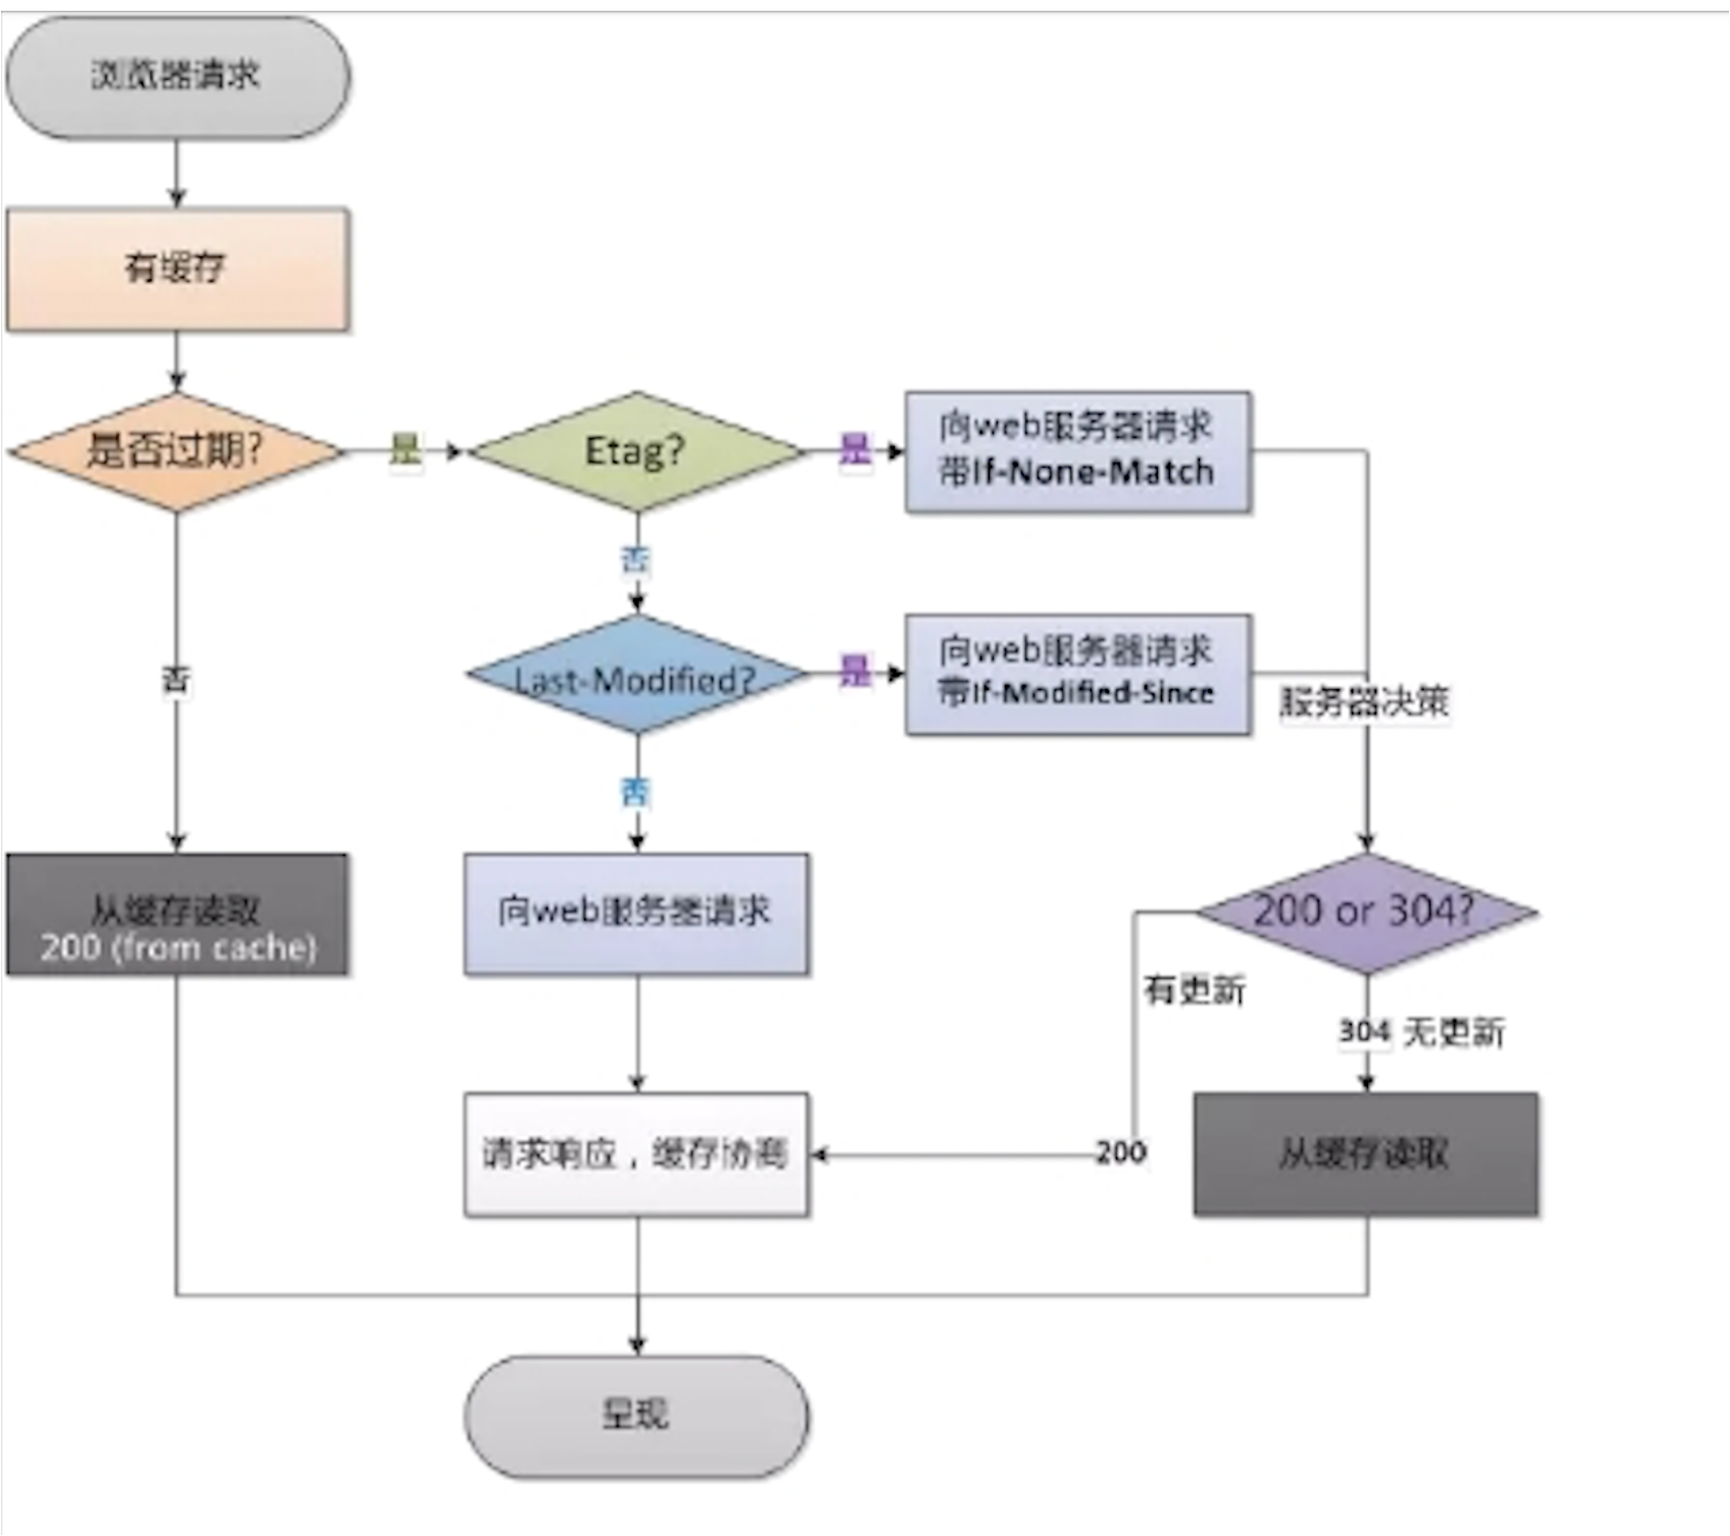 浏览器请求
有缓存
是否过期?
是
Etag?
是
向web服务器请求
带If-None-Match
否
否
Last-Modified?
是
向web服务器请求
带If-Modified-Since
服务器决策
否
从缓存读取
200 (from cache)
向web服务器请求
200 or 304?
有更新
304 无更新
请求响应，缓存协商
200
从缓存读取
呈现